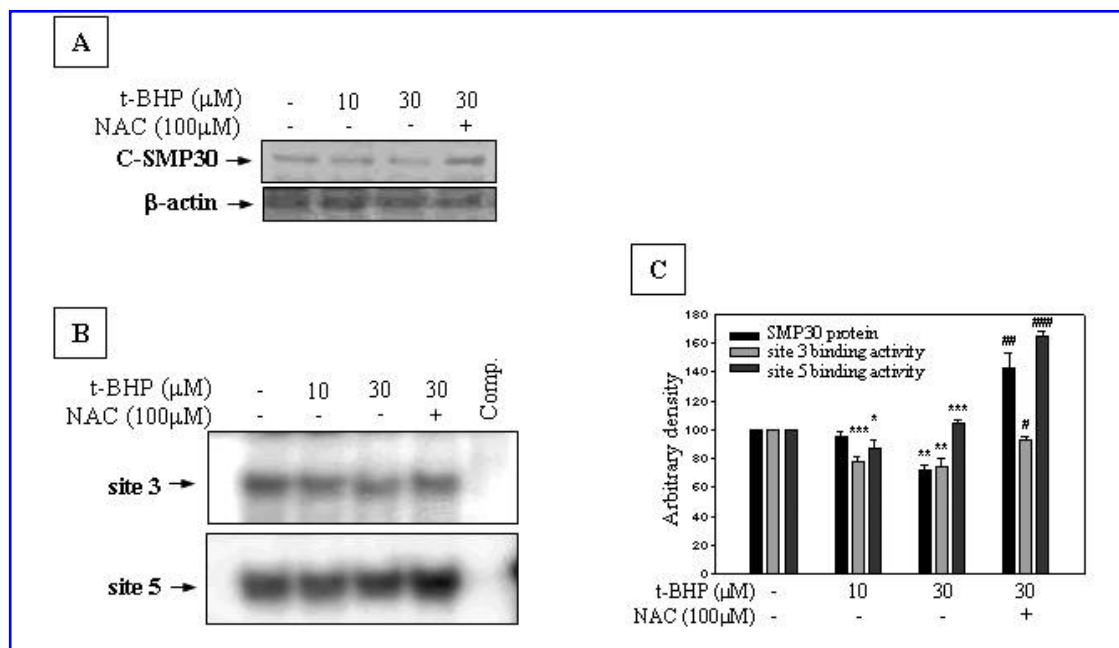 A
t-BHP (µM) - 10 30 30
NAC (100µM) - - - +
C-SMP30 →
β-actin →
B
t-BHP (µM) - 10 30 30 Comp.
NAC (100µM) - - - +
site 3 →
site 5 →
C
SMP30 protein
site 3 binding activity
site 5 binding activity
Arbitrary density
180
160
140
120
100
80
60
40
20
0
*** *
** ** ***
## # ###
t-BHP (µM) - 10 30 30
NAC (100µM) - - - +